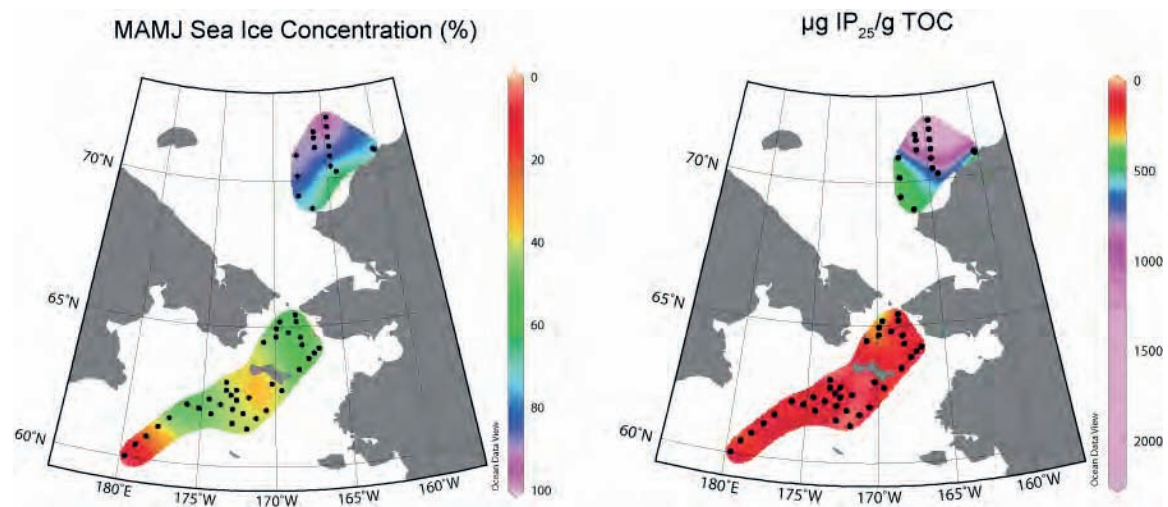 MAMJ Sea Ice Concentration (%)
70°N
65°N
60°N
180°E
175°W
170°W
165°W
160°W
0
20
40
60
80
100
Ocean Data View
µg IP25/g TOC
70°N
65°N
60°N
180°E
175°W
170°W
165°W
160°W
0
500
1000
1500
2000
Ocean Data View